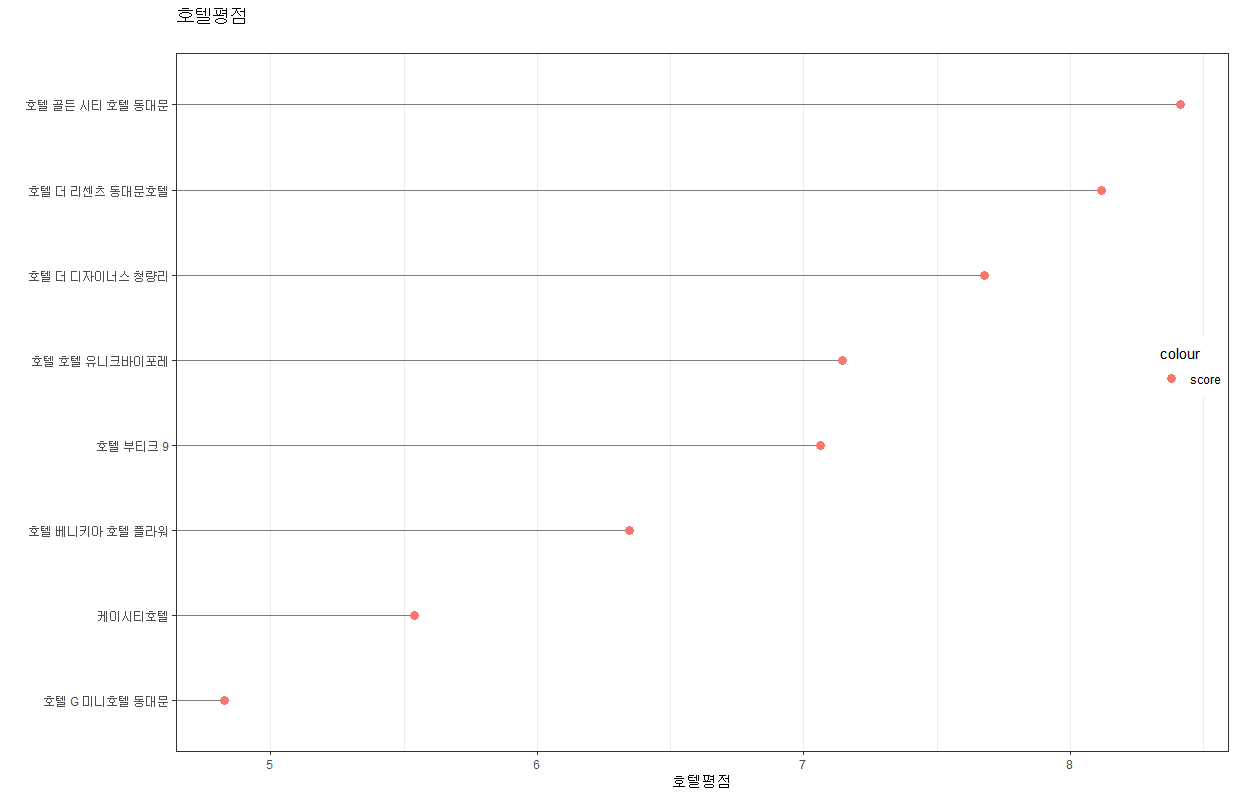 호텔평점
호텔 골든 시티 호텔 동대문
호텔 더 리센츠 동대문호텔
호텔 더 디자이너스 청량리
호텔 호텔 유니크바이포레
호텔 부티크 9
호텔 베니키아 호텔 플라워
케이시티호텔
호텔 G 미니호텔 동대문
colour
score
5 6 7 8
호텔평점